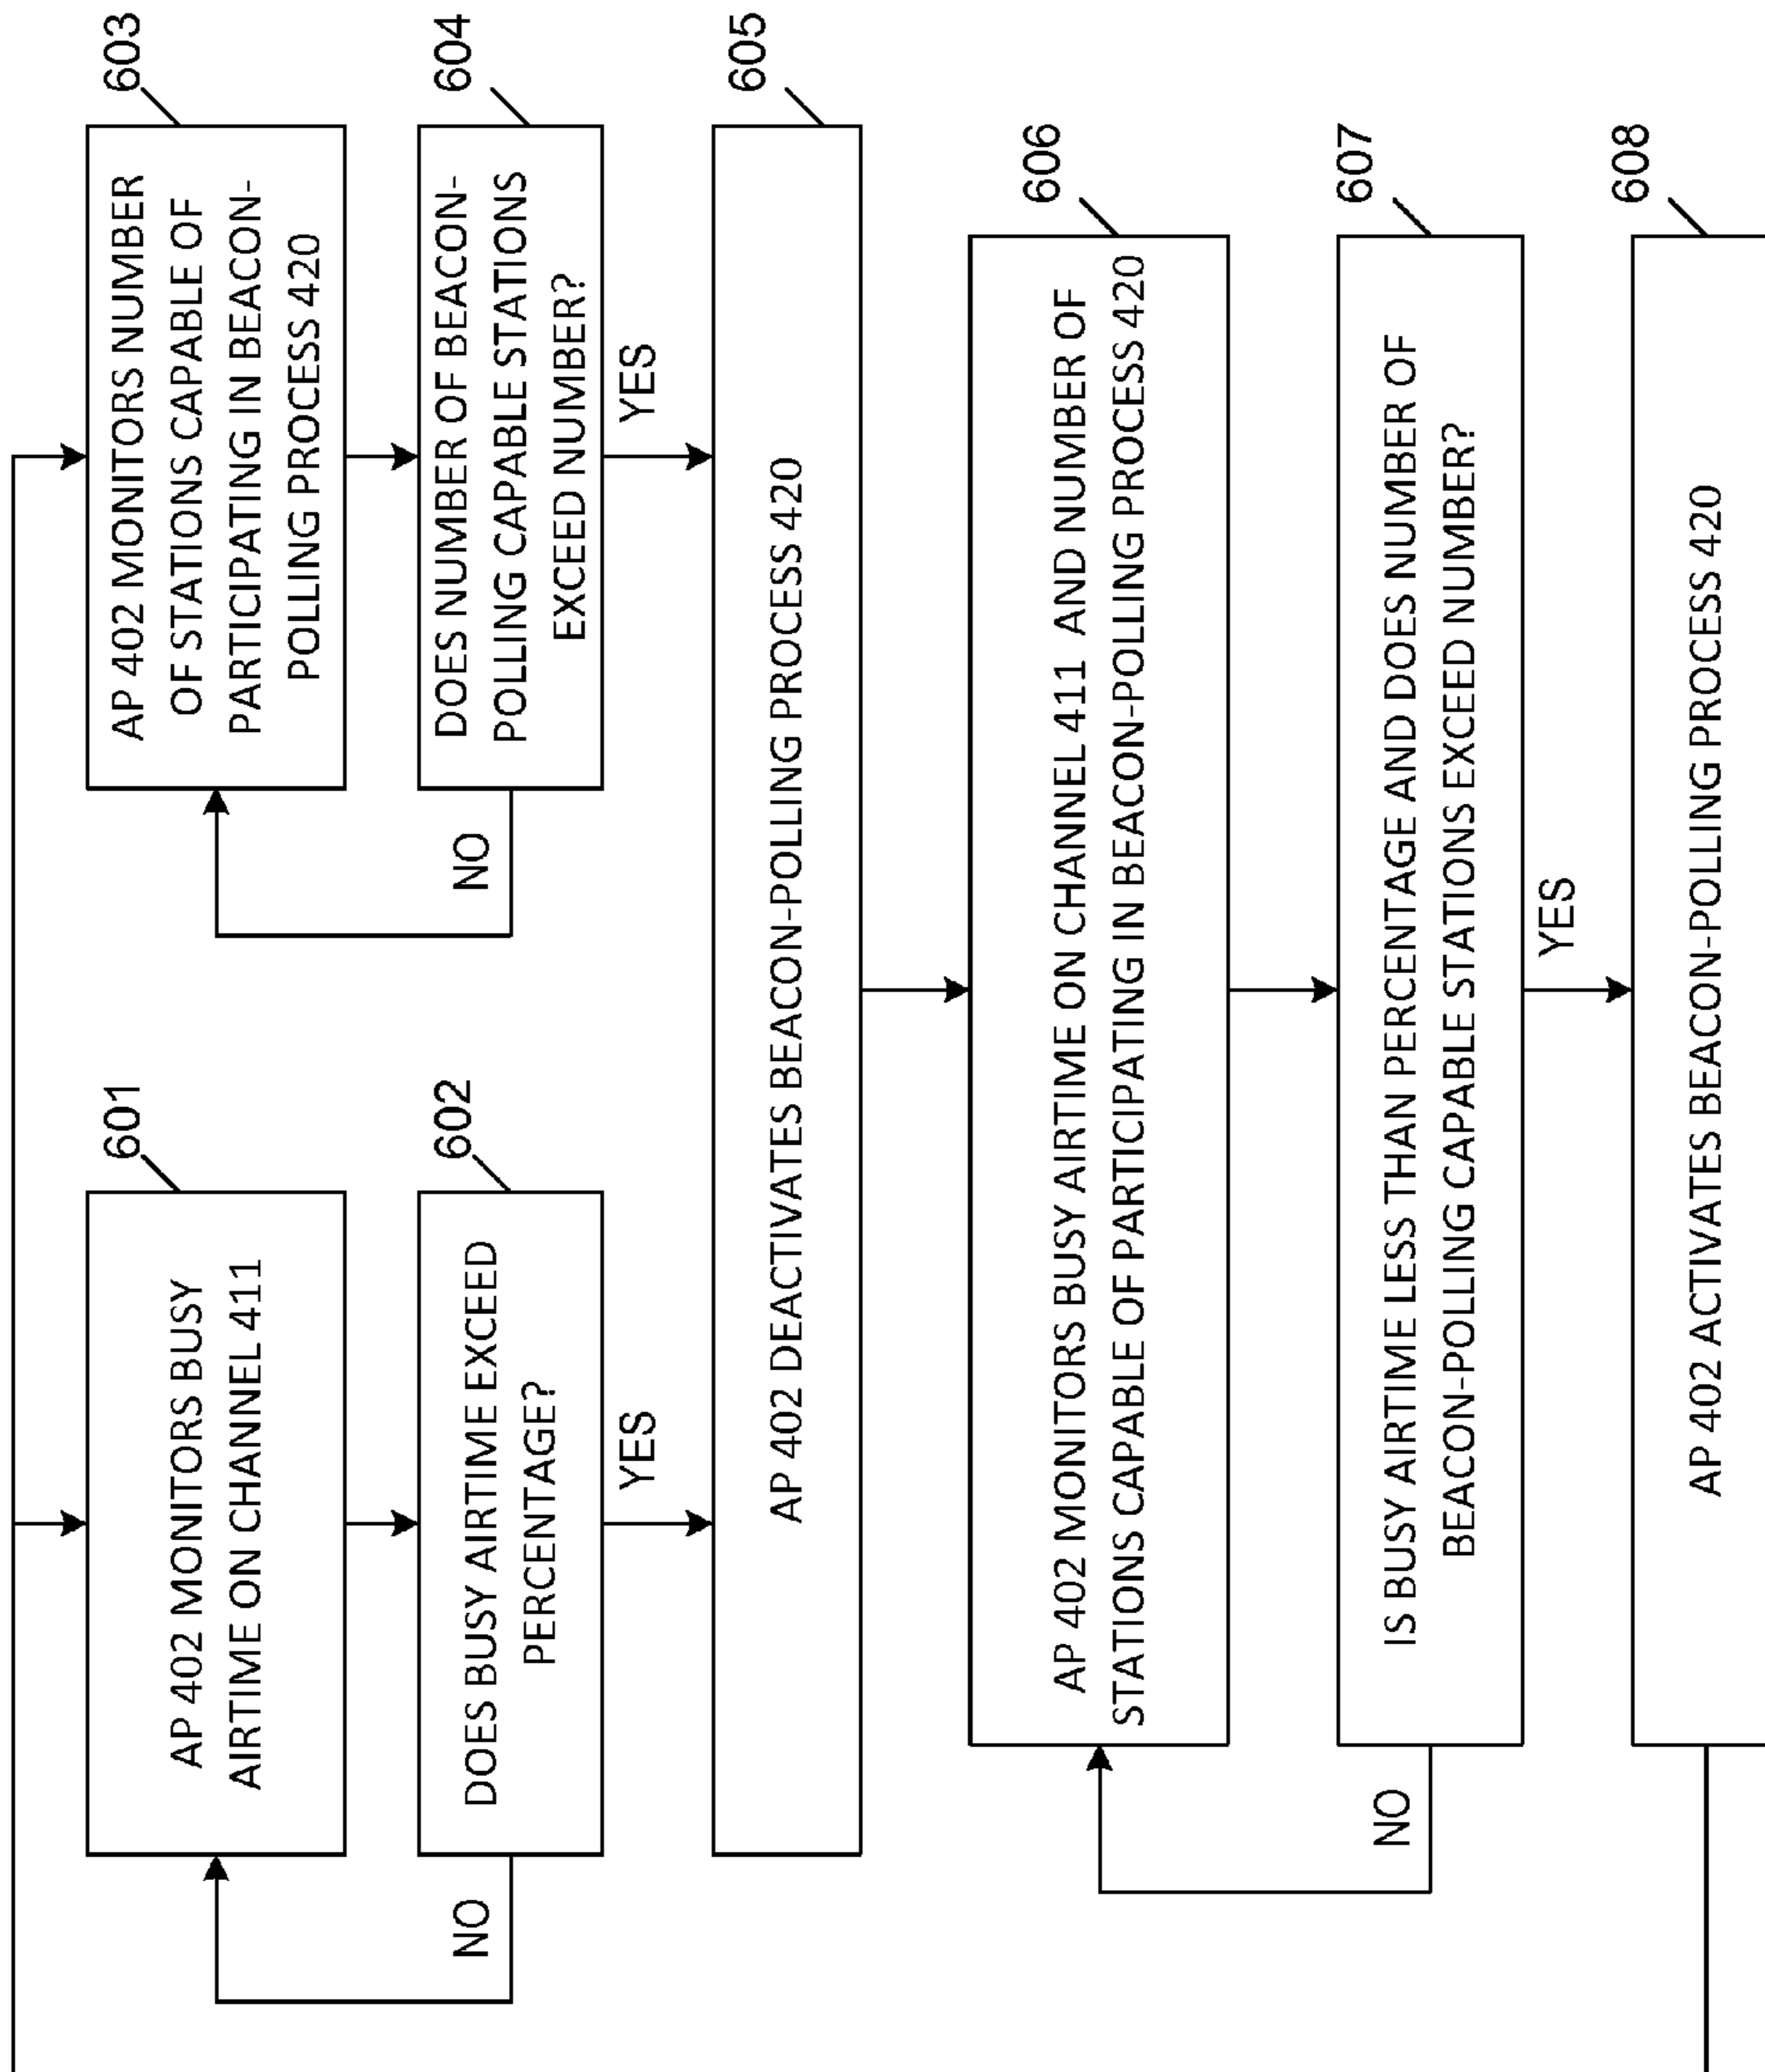 601
AP 402 MONITORS BUSY
AIRTIME ON CHANNEL 411
602
DOES BUSY AIRTIME EXCEED
PERCENTAGE?
NO
YES
603
AP 402 MONITORS NUMBER
OF STATIONS CAPABLE OF
PARTICIPATING IN BEACON-
POLLING PROCESS 420
604
DOES NUMBER OF BEACON-
POLLING CAPABLE STATIONS
EXCEED NUMBER?
NO
YES
605
AP 402 DEACTIVATES BEACON-POLLING PROCESS 420
606
AP 402 MONITORS BUSY AIRTIME ON CHANNEL 411 AND NUMBER OF
STATIONS CAPABLE OF PARTICIPATING IN BEACON-POLLING PROCESS 420
607
IS BUSY AIRTIME LESS THAN PERCENTAGE AND DOES NUMBER OF
BEACON-POLLING CAPABLE STATIONS EXCEED NUMBER?
NO
YES
608
AP 402 ACTIVATES BEACON-POLLING PROCESS 420